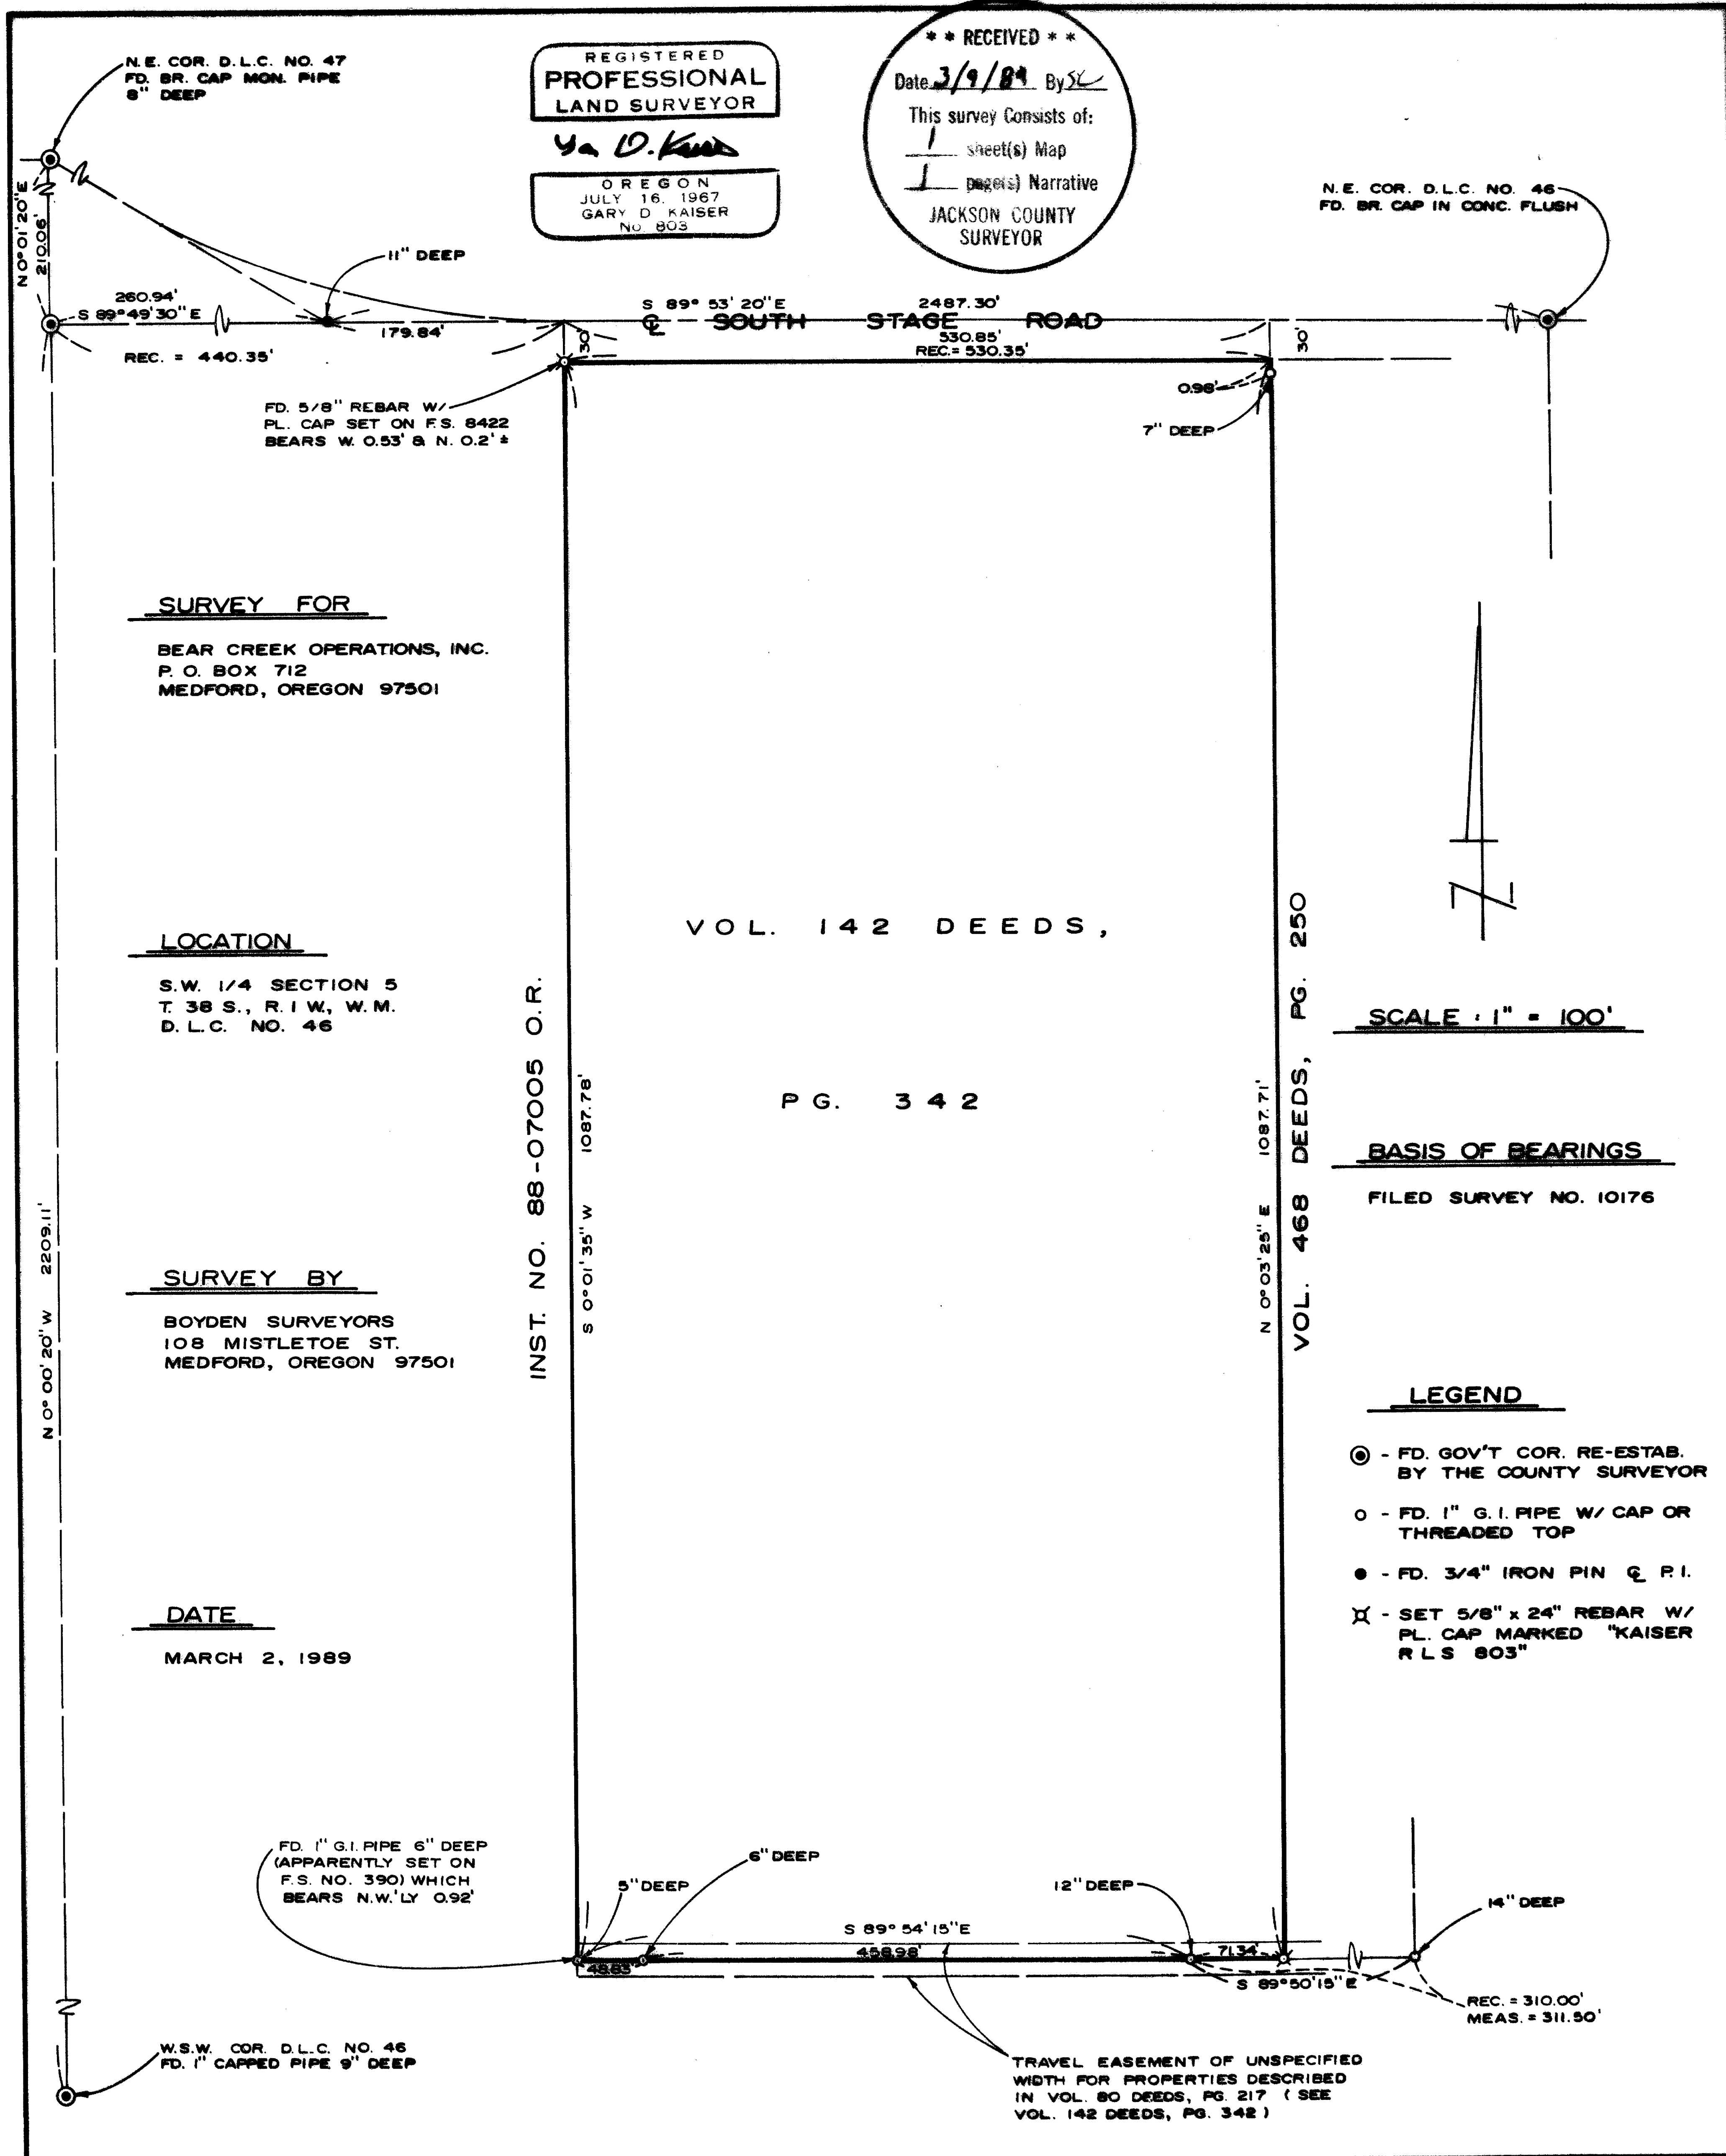 N.E. COR. D.L.C. NO. 47
FD. BR. CAP MON. PIPE
8" DEEP
REGISTERED
PROFESSIONAL
LAND SURVEYOR
OREGON
JULY 16, 1967
GARY D KAISER
No 803
* * RECEIVED * *
Date 3/9/89 By SC
This survey Consists of:
1 sheet(s) Map
1 page(s) Narrative
JACKSON COUNTY
SURVEYOR
N.E. COR. D.L.C. NO. 46
FD. BR. CAP IN CONC. FLUSH
N 0° 01' 20" E
210.06'
11" DEEP
260.94'
S 89° 49' 30" E
179.84'
REC. = 440.35'
S 89° 53' 20" E 2487.30'
℄ SOUTH STAGE ROAD
530.85'
REC.= 530.35'
30'
30'
0.98'
7" DEEP
FD. 5/8" REBAR W/
PL. CAP SET ON F.S. 8422
BEARS W. 0.53' & N. 0.2' ±
SURVEY FOR
BEAR CREEK OPERATIONS, INC.
P. O. BOX 712
MEDFORD, OREGON 97501
LOCATION
S.W. 1/4 SECTION 5
T. 38 S., R. 1 W., W. M.
D. L. C. NO. 46
SURVEY BY
BOYDEN SURVEYORS
108 MISTLETOE ST.
MEDFORD, OREGON 97501
DATE
MARCH 2, 1989
N 0° 00' 20" W 2209.11'
INST. NO. 88-07005 O.R.
S 0° 01' 35" W 1087.78'
VOL. 142 DEEDS,
PG. 342
N 0° 03' 25" E 1087.71'
VOL. 468 DEEDS, PG. 250
N
SCALE : 1" = 100'
BASIS OF BEARINGS
FILED SURVEY NO. 10176
LEGEND
- FD. GOV'T COR. RE-ESTAB.
BY THE COUNTY SURVEYOR
- FD. 1" G.I. PIPE W/ CAP OR
THREADED TOP
- FD. 3/4" IRON PIN ℄ P.I.
- SET 5/8" x 24" REBAR W/
PL. CAP MARKED "KAISER
R L S 803"
FD. 1" G.I. PIPE 6" DEEP
(APPARENTLY SET ON
F.S. NO. 390) WHICH
BEARS N.W.'LY 0.92'
5" DEEP
6" DEEP
12" DEEP
14" DEEP
S 89° 54' 15" E
48.83'
458.98'
71.34'
S 89° 50' 15" E
REC. = 310.00'
MEAS. = 311.50'
W.S.W. COR. D.L.C. NO. 46
FD. 1" CAPPED PIPE 9" DEEP
TRAVEL EASEMENT OF UNSPECIFIED
WIDTH FOR PROPERTIES DESCRIBED
IN VOL. 80 DEEDS, PG. 217 ( SEE
VOL. 142 DEEDS, PG. 342 )